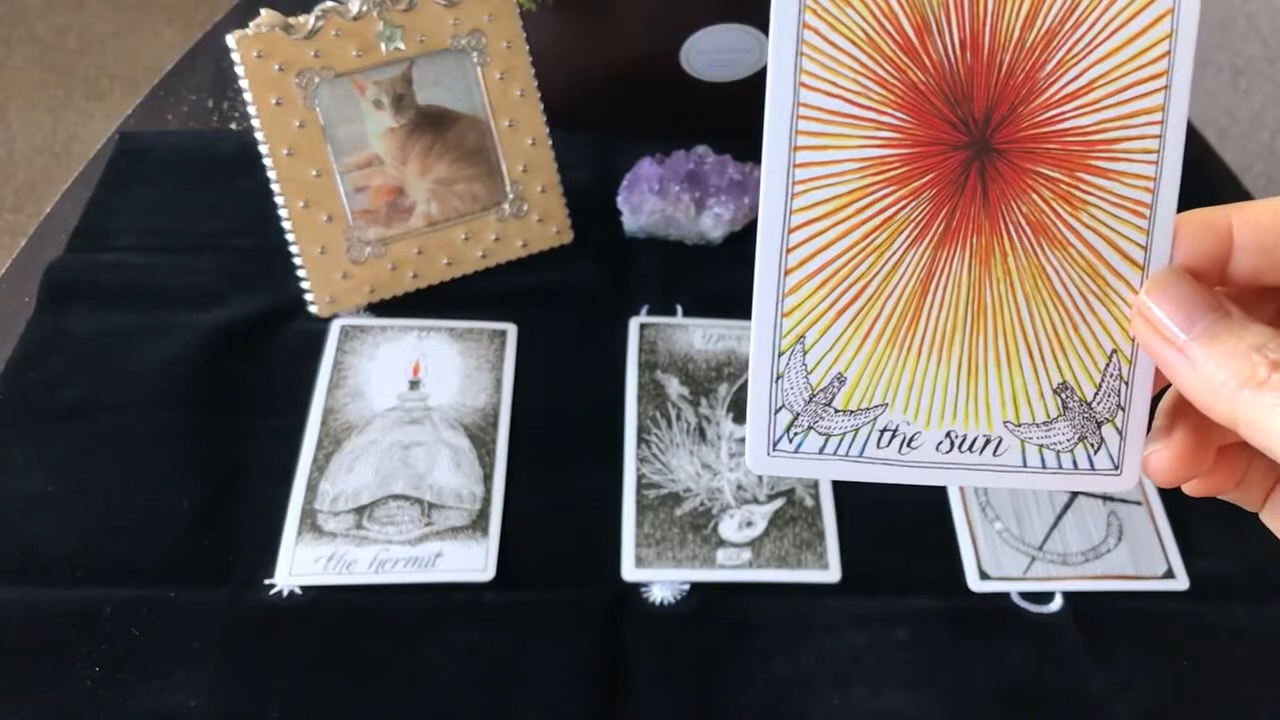 the sun
the hermit